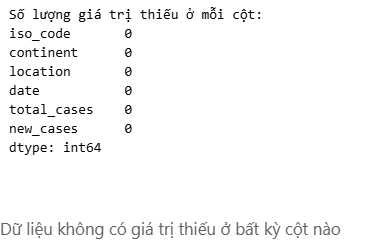 Số lượng giá trị thiếu ở mỗi cột:
iso_code 0
continent 0
location 0
date 0
total_cases 0
new_cases 0
dtype: int64
Dữ liệu không có giá trị thiếu ở bất kỳ cột nào